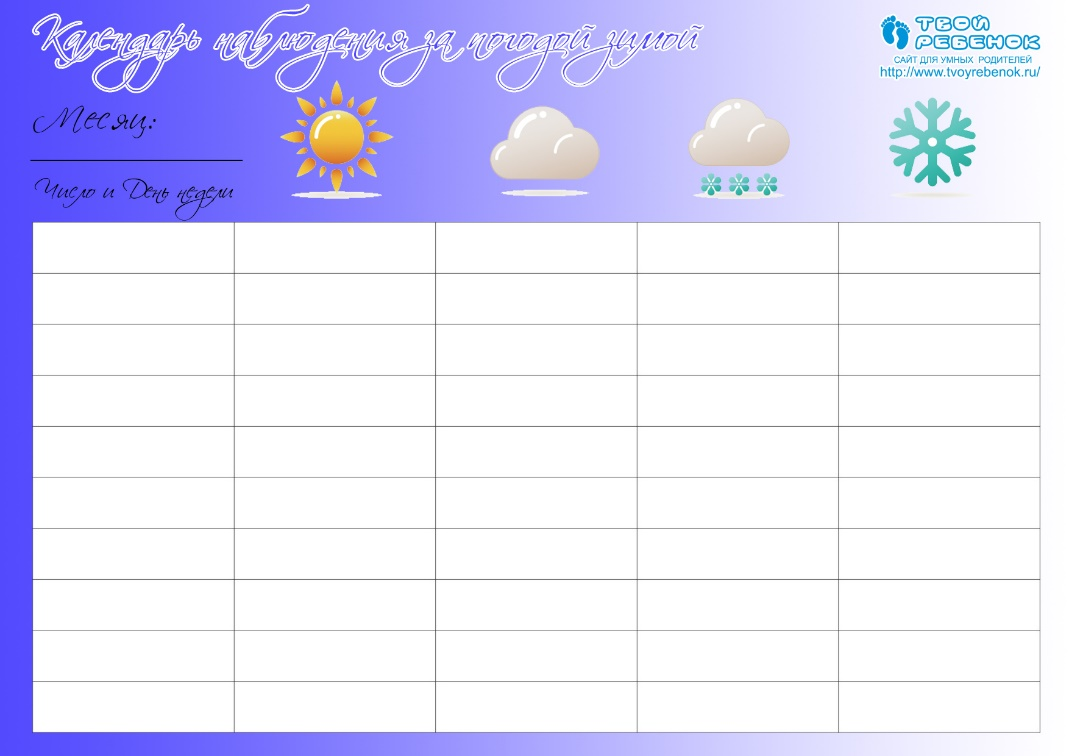 Календарь наблюдения за погодой зимой
ТВОЙ
РЕБЕНОК
САЙТ ДЛЯ УМНЫХ РОДИТЕЛЕЙ
http://www.tvoyrebenok.ru/
Месяц:
Число и День недели